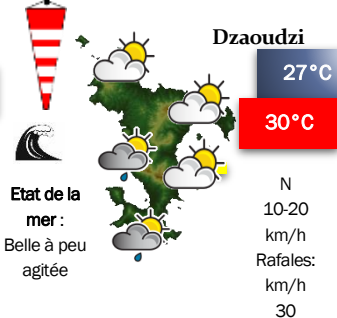 Dzaoudzi
27°C
30°C
Etat de la
mer :
Belle à peu
agitée
N
10-20
km/h
Rafales:
km/h
30